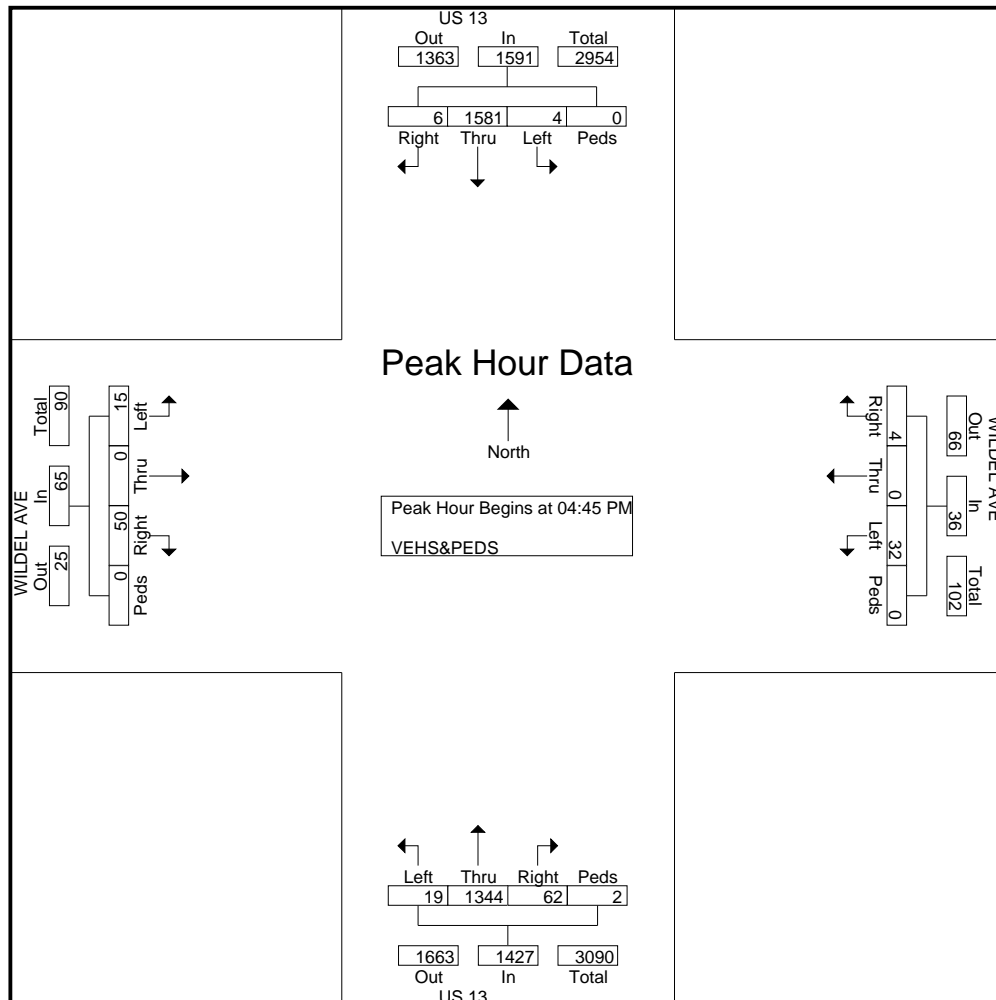 US 13
Out In Total
1363 1591 2954
6 1581 4 0
Right Thru Left Peds
Peak Hour Data
North
Peak Hour Begins at 04:45 PM
VEHS&PEDS
WILDEL AVE
Out In Total
25 65 90
15 0 50 0
Left Thru Right Peds
WILDEL AVE
Out In Total
66 36 102
4 0 32 0
Right Thru Left Peds
Left Thru Right Peds
19 1344 62 2
1663 1427 3090
Out In Total
US 13